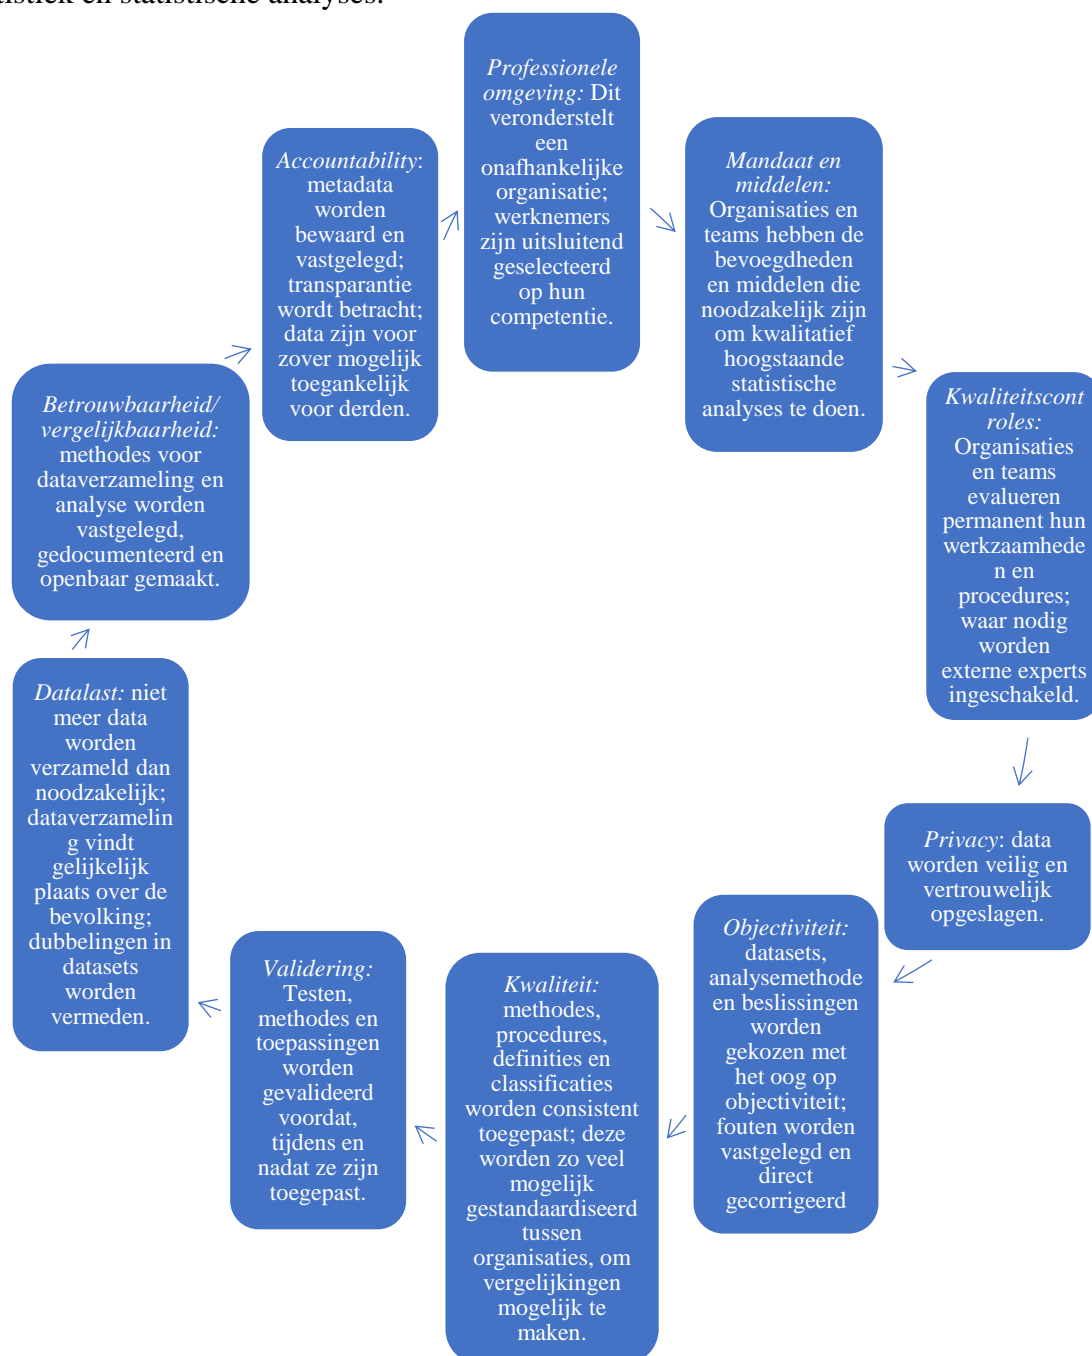 statistiek en statistische analyses.
Professionele
omgeving: Dit
veronderstelt
een
onafhankelijke
organisatie;
werknemers
zijn uitsluitend
geselecteerd
op hun
competentie.
Mandaat en
middelen:
Organisaties en
teams hebben de
bevoegdheden
en middelen die
noodzakelijk zijn
om kwalitatief
hoogstaande
statistische
analyses te doen.
Kwaliteitscont
roles:
Organisaties
en teams
evalueren
permanent hun
werkzaamhede
n en
procedures;
waar nodig
worden
externe experts
ingeschakeld.
Privacy: data
worden veilig en
vertrouwelijk
opgeslagen.
Objectiviteit:
datasets,
analysemethode
en beslissingen
worden
gekozen met
het oog op
objectiviteit;
fouten worden
vastgelegd en
direct
gecorrigeerd
Kwaliteit:
methodes,
procedures,
definities en
classificaties
worden consistent
toegepast; deze
worden zo veel
mogelijk
gestandaardiseerd
tussen
organisaties, om
vergelijkingen
mogelijk te
maken.
Validering:
Testen,
methodes en
toepassingen
worden
gevalideerd
voordat,
tijdens en
nadat ze zijn
toegepast.
Datalast: niet
meer data
worden
verzameld dan
noodzakelijk;
dataverzamelin
g vindt
gelijkelijk
plaats over de
bevolking;
dubbelingen in
datasets
worden
vermeden.
Betrouwbaarheid/
vergelijkbaarheid:
methodes voor
dataverzameling en
analyse worden
vastgelegd,
gedocumenteerd en
openbaar gemaakt.
Accountability:
metadata
worden
bewaard en
vastgelegd;
transparantie
wordt betracht;
data zijn voor
zover mogelijk
toegankelijk
voor derden.